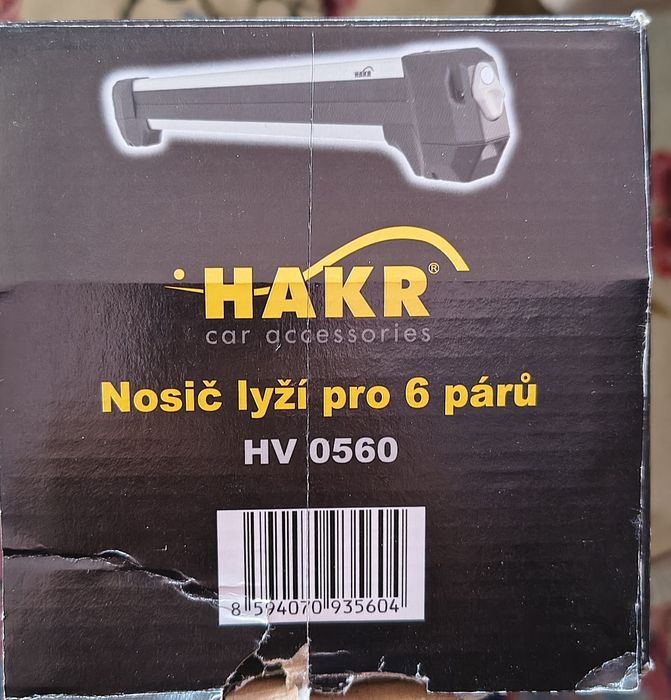 HAKR
HAKR®
car accessories
Nosič lyží pro 6 párů
HV 0560
8 594070 935604